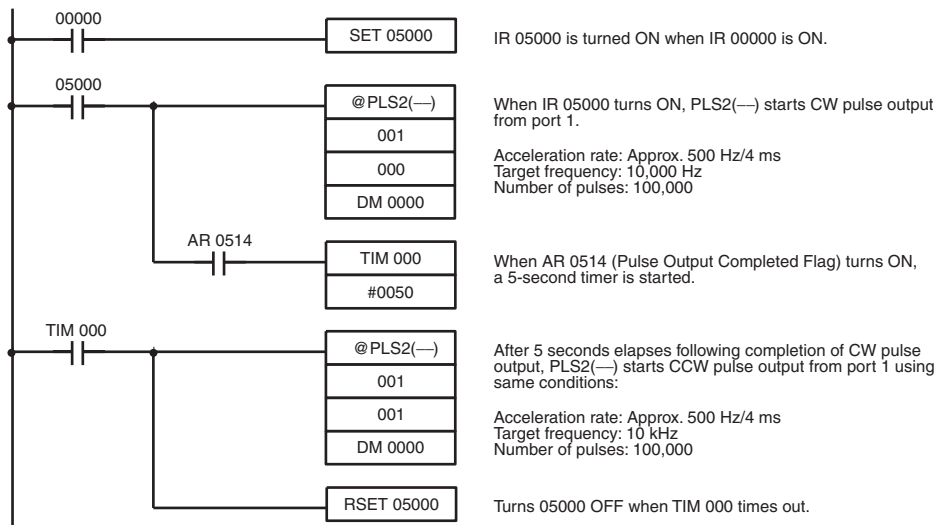 00000
SET 05000
IR 05000 is turned ON when IR 00000 is ON.
05000
@PLS2(––)
001
000
DM 0000
When IR 05000 turns ON, PLS2(––) starts CW pulse output
from port 1.
Acceleration rate: Approx. 500 Hz/4 ms
Target frequency: 10,000 Hz
Number of pulses: 100,000
AR 0514
TIM 000
#0050
When AR 0514 (Pulse Output Completed Flag) turns ON,
a 5-second timer is started.
TIM 000
@PLS2(––)
001
001
DM 0000
After 5 seconds elapses following completion of CW pulse
output, PLS2(––) starts CCW pulse output from port 1 using
same conditions:
Acceleration rate: Approx. 500 Hz/4 ms
Target frequency: 10 kHz
Number of pulses: 100,000
RSET 05000
Turns 05000 OFF when TIM 000 times out.